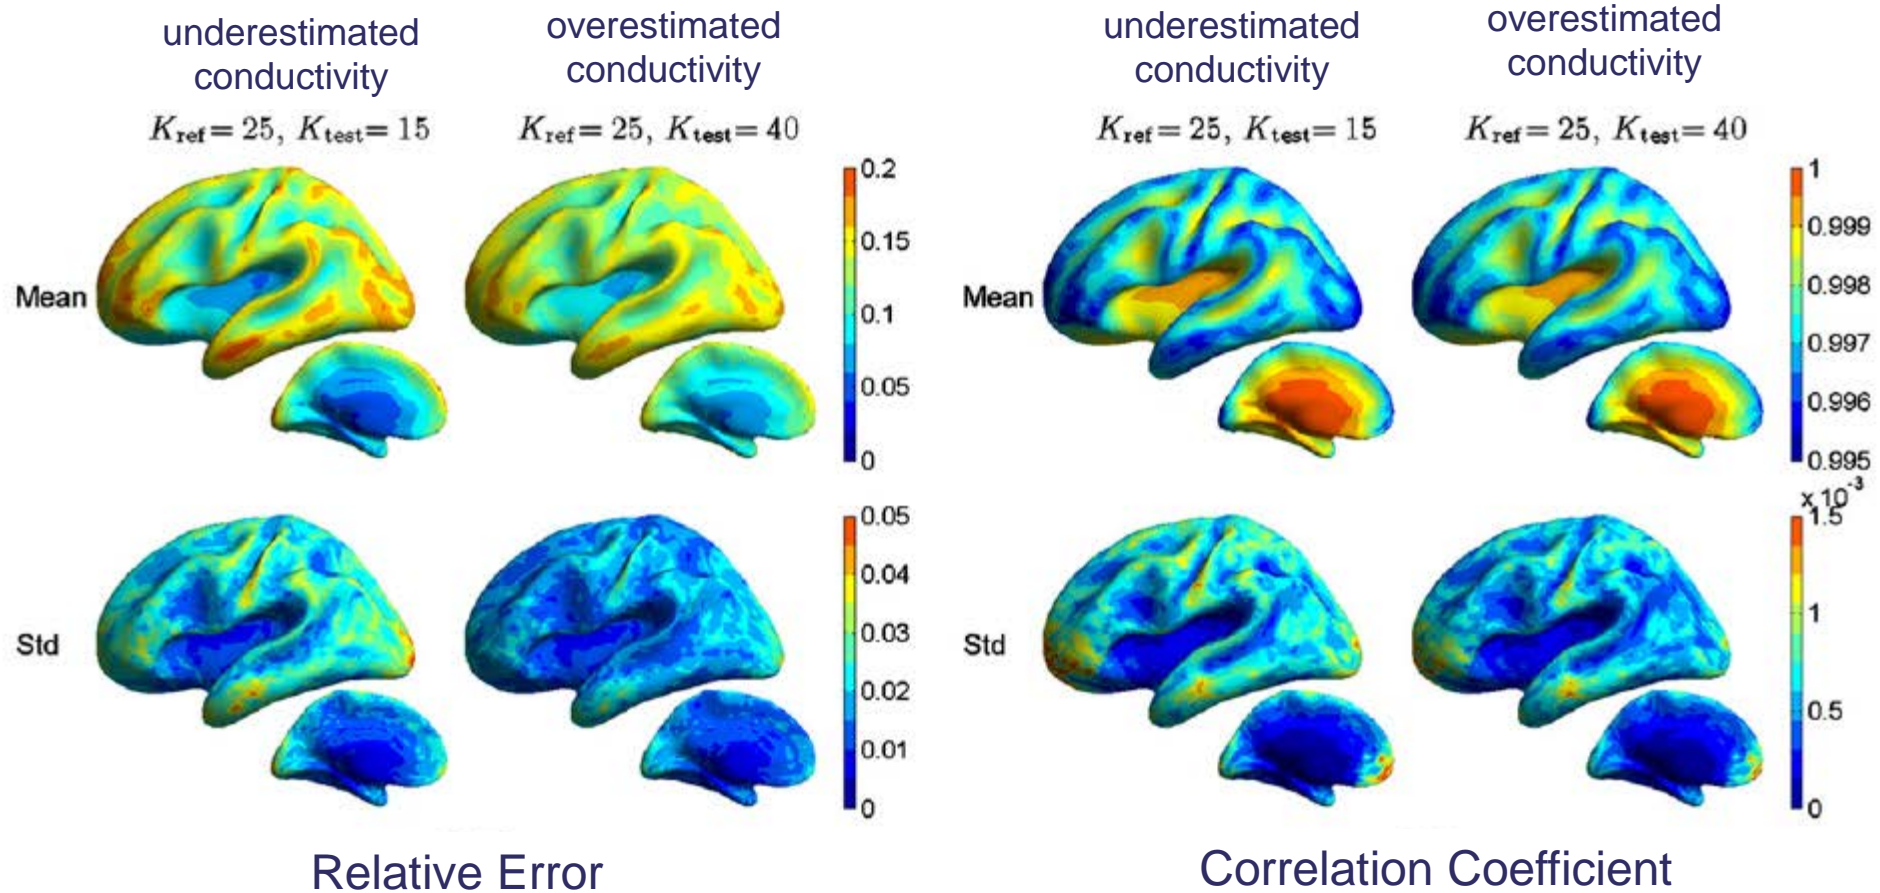 underestimated
conductivity
overestimated
conductivity
underestimated
conductivity
overestimated
conductivity
K_ref = 25, K_test = 15
K_ref = 25, K_test = 40
K_ref = 25, K_test = 15
K_ref = 25, K_test = 40
Mean
0.2
0.15
0.1
0.05
0
Mean
1
0.999
0.998
0.997
0.996
0.995
Std
0.05
0.04
0.03
0.02
0.01
0
Std
x 10^-3
1.5
1
0.5
0
Relative Error
Correlation Coefficient